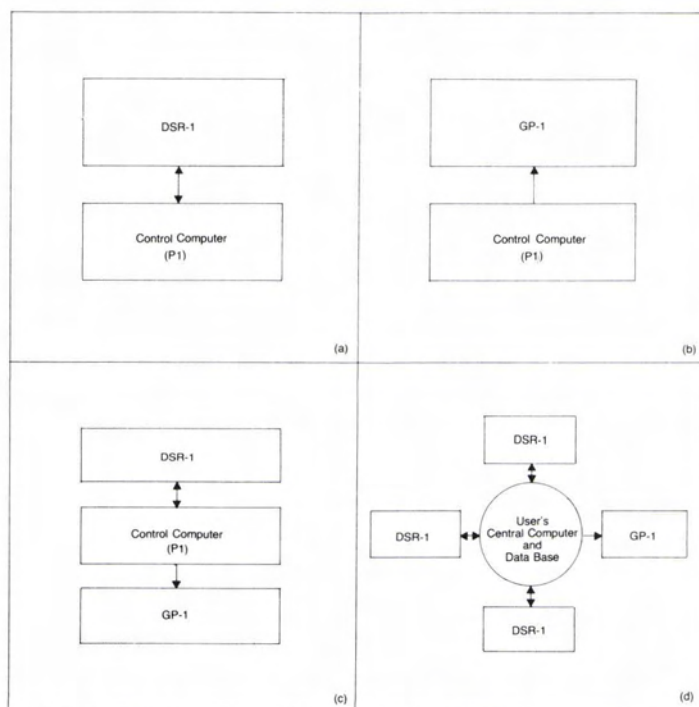 DSR-1
Control Computer
(P1)
(a)
GP-1
Control Computer
(P1)
(b)
DSR-1
Control Computer
(P1)
GP-1
(c)
DSR-1
DSR-1
User's
Central Computer
and
Data Base
GP-1
DSR-1
(d)